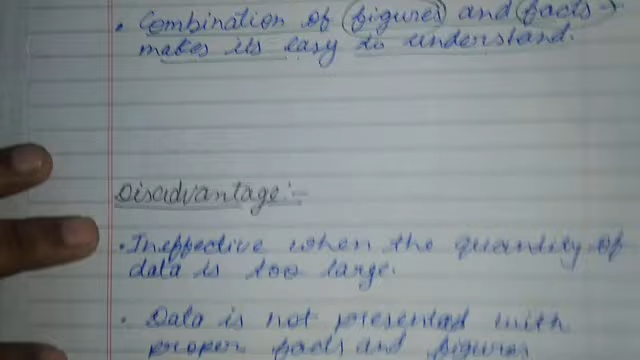 • Combination of (figures) and (facts)
makes its easy to understand.
Disadvantage:-
• Ineffective when the quantity of
data is too large.
• Data is not presented with
proper facts and figures